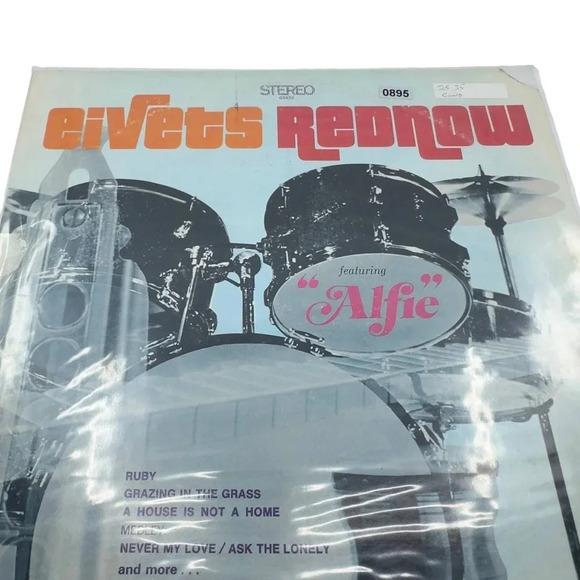 STEREO
0895
eivets Rednow
featuring
"Alfie"
RUBY
GRAZING IN THE GRASS
A HOUSE IS NOT A HOME
MEDLEY
NEVER MY LOVE / ASK THE LONELY
and more . . .